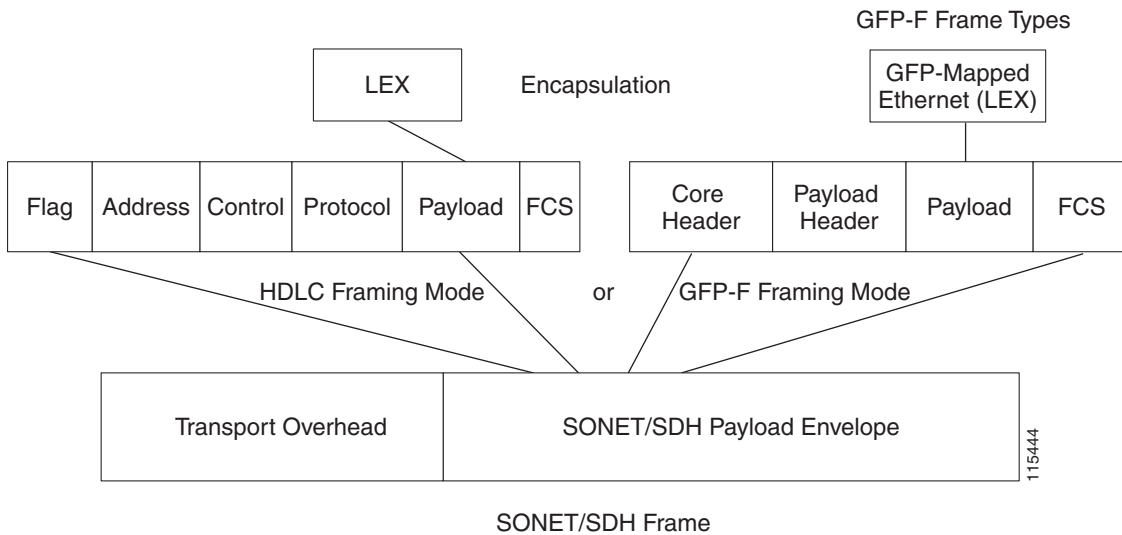 GFP-F Frame Types
LEX
Encapsulation
GFP-Mapped
Ethernet (LEX)
Flag
Address
Control
Protocol
Payload
FCS
Core
Header
Payload
Header
Payload
FCS
HDLC Framing Mode
or
GFP-F Framing Mode
Transport Overhead
SONET/SDH Payload Envelope
115444
SONET/SDH Frame